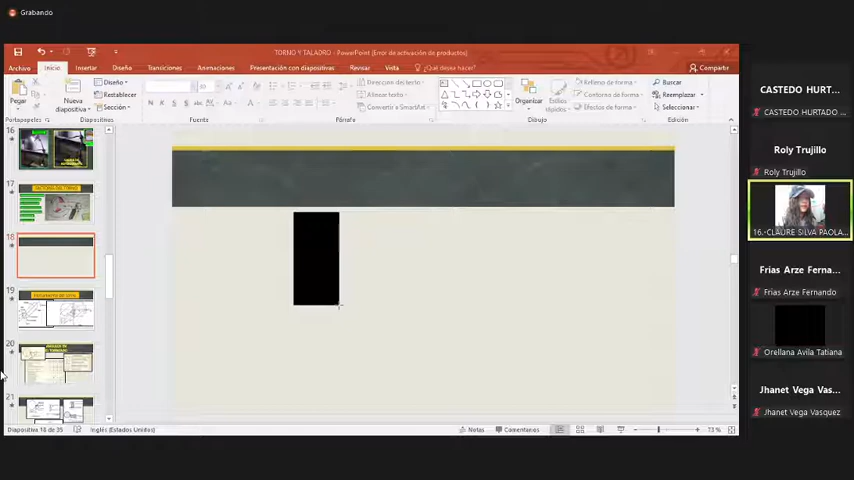 Grabando
TORNO Y TALADRO - PowerPoint (Error de activación de productos)
Archivo Inicio Insertar Diseño Transiciones Animaciones Presentación con diapositivas Revisar Vista ¿Qué desea hacer? Compartir
Pegar
Nueva diapositiva
Diseño
Restablecer
Sección
Dirección del texto
Alinear texto
Convertir a SmartArt
Organizar
Estilos rápidos
Relleno de forma
Contorno de forma
Efectos de forma
Buscar
Reemplazar
Seleccionar
Portapapeles Diapositivas Fuente Párrafo Dibujo Edición
16
17
18
19
20
21
Diapositiva 18 de 35 Inglés (Estados Unidos) Notas Comentarios 73 %
CASTEDO HURT...
CASTEDO HURTADO ...
Roly Trujillo
Roly Trujillo
16.-CLAURE SILVA PAOLA...
Frias Arze Ferna...
Frias Arze Fernando
Orellana Avila Tatiana
Jhanet Vega Vas...
Jhanet Vega Vasquez